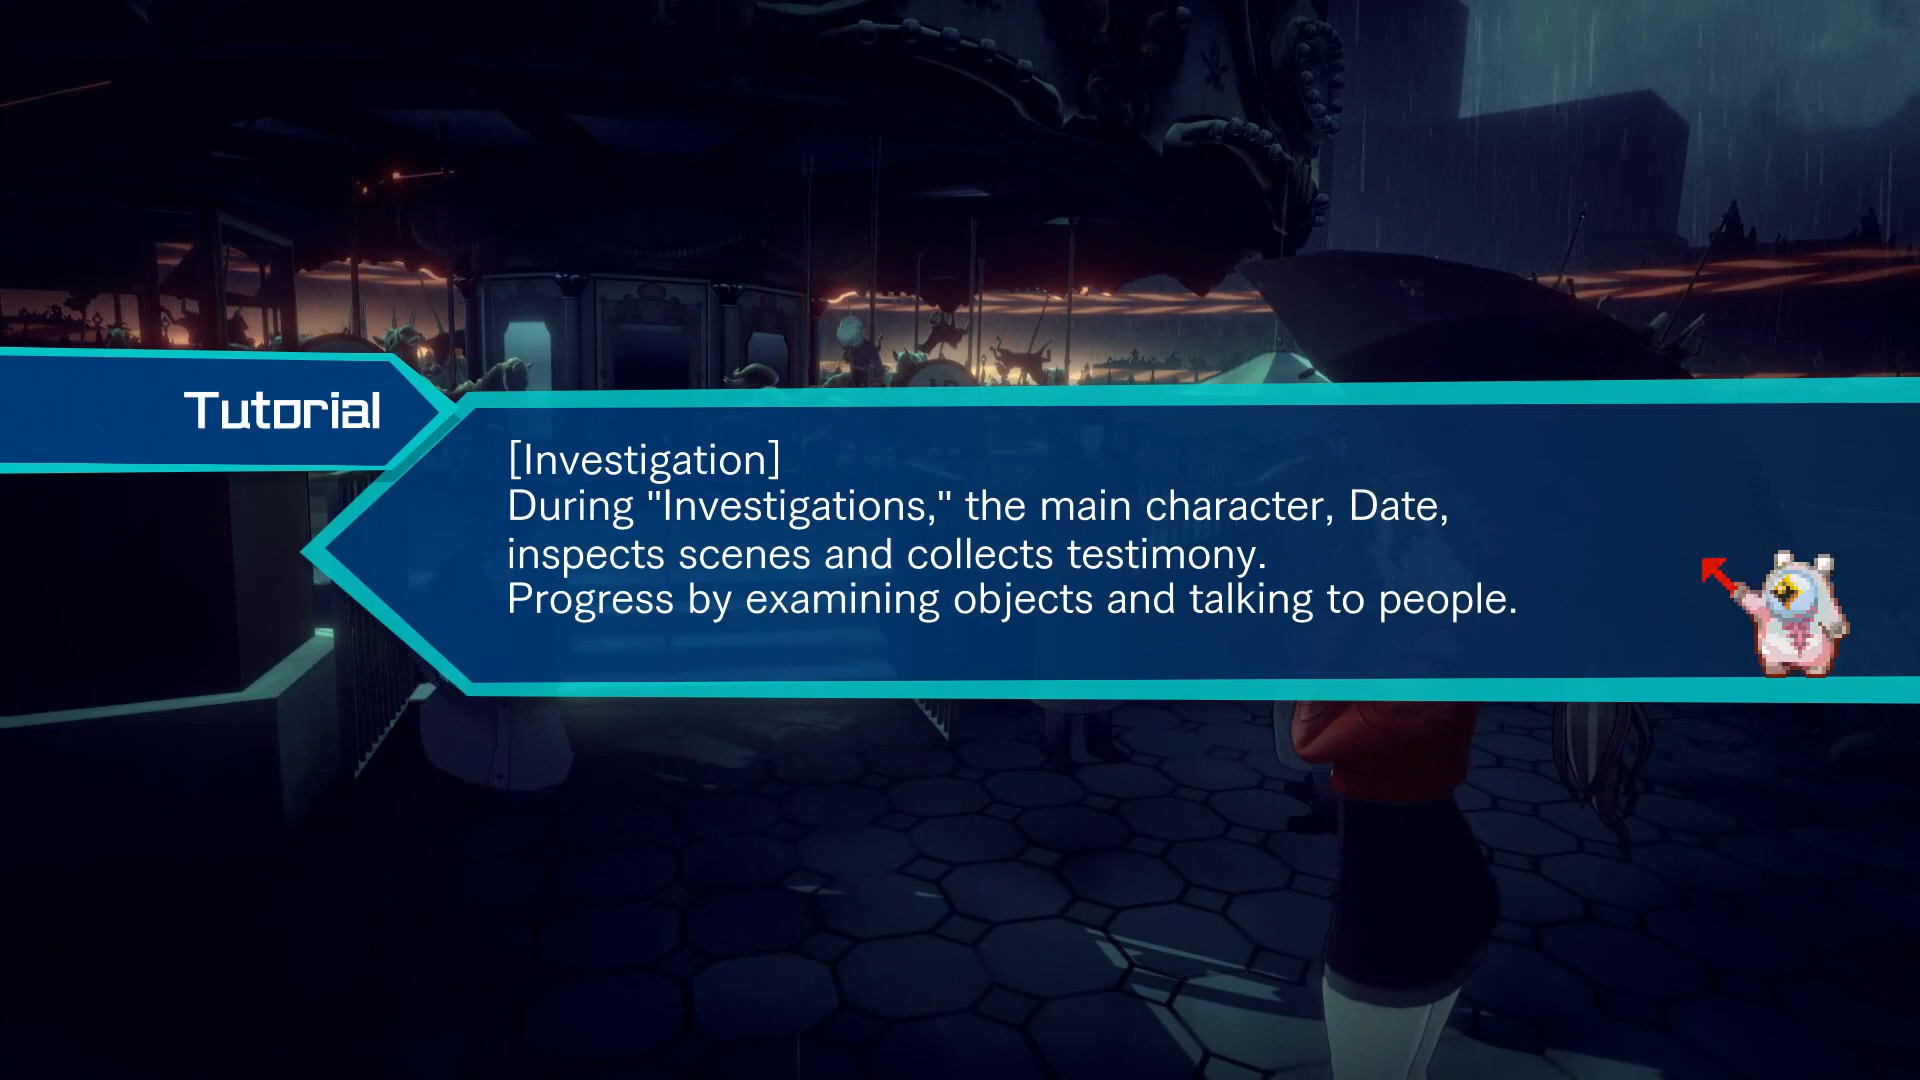 Tutorial
[Investigation]
During "Investigations," the main character, Date,
inspects scenes and collects testimony.
Progress by examining objects and talking to people.